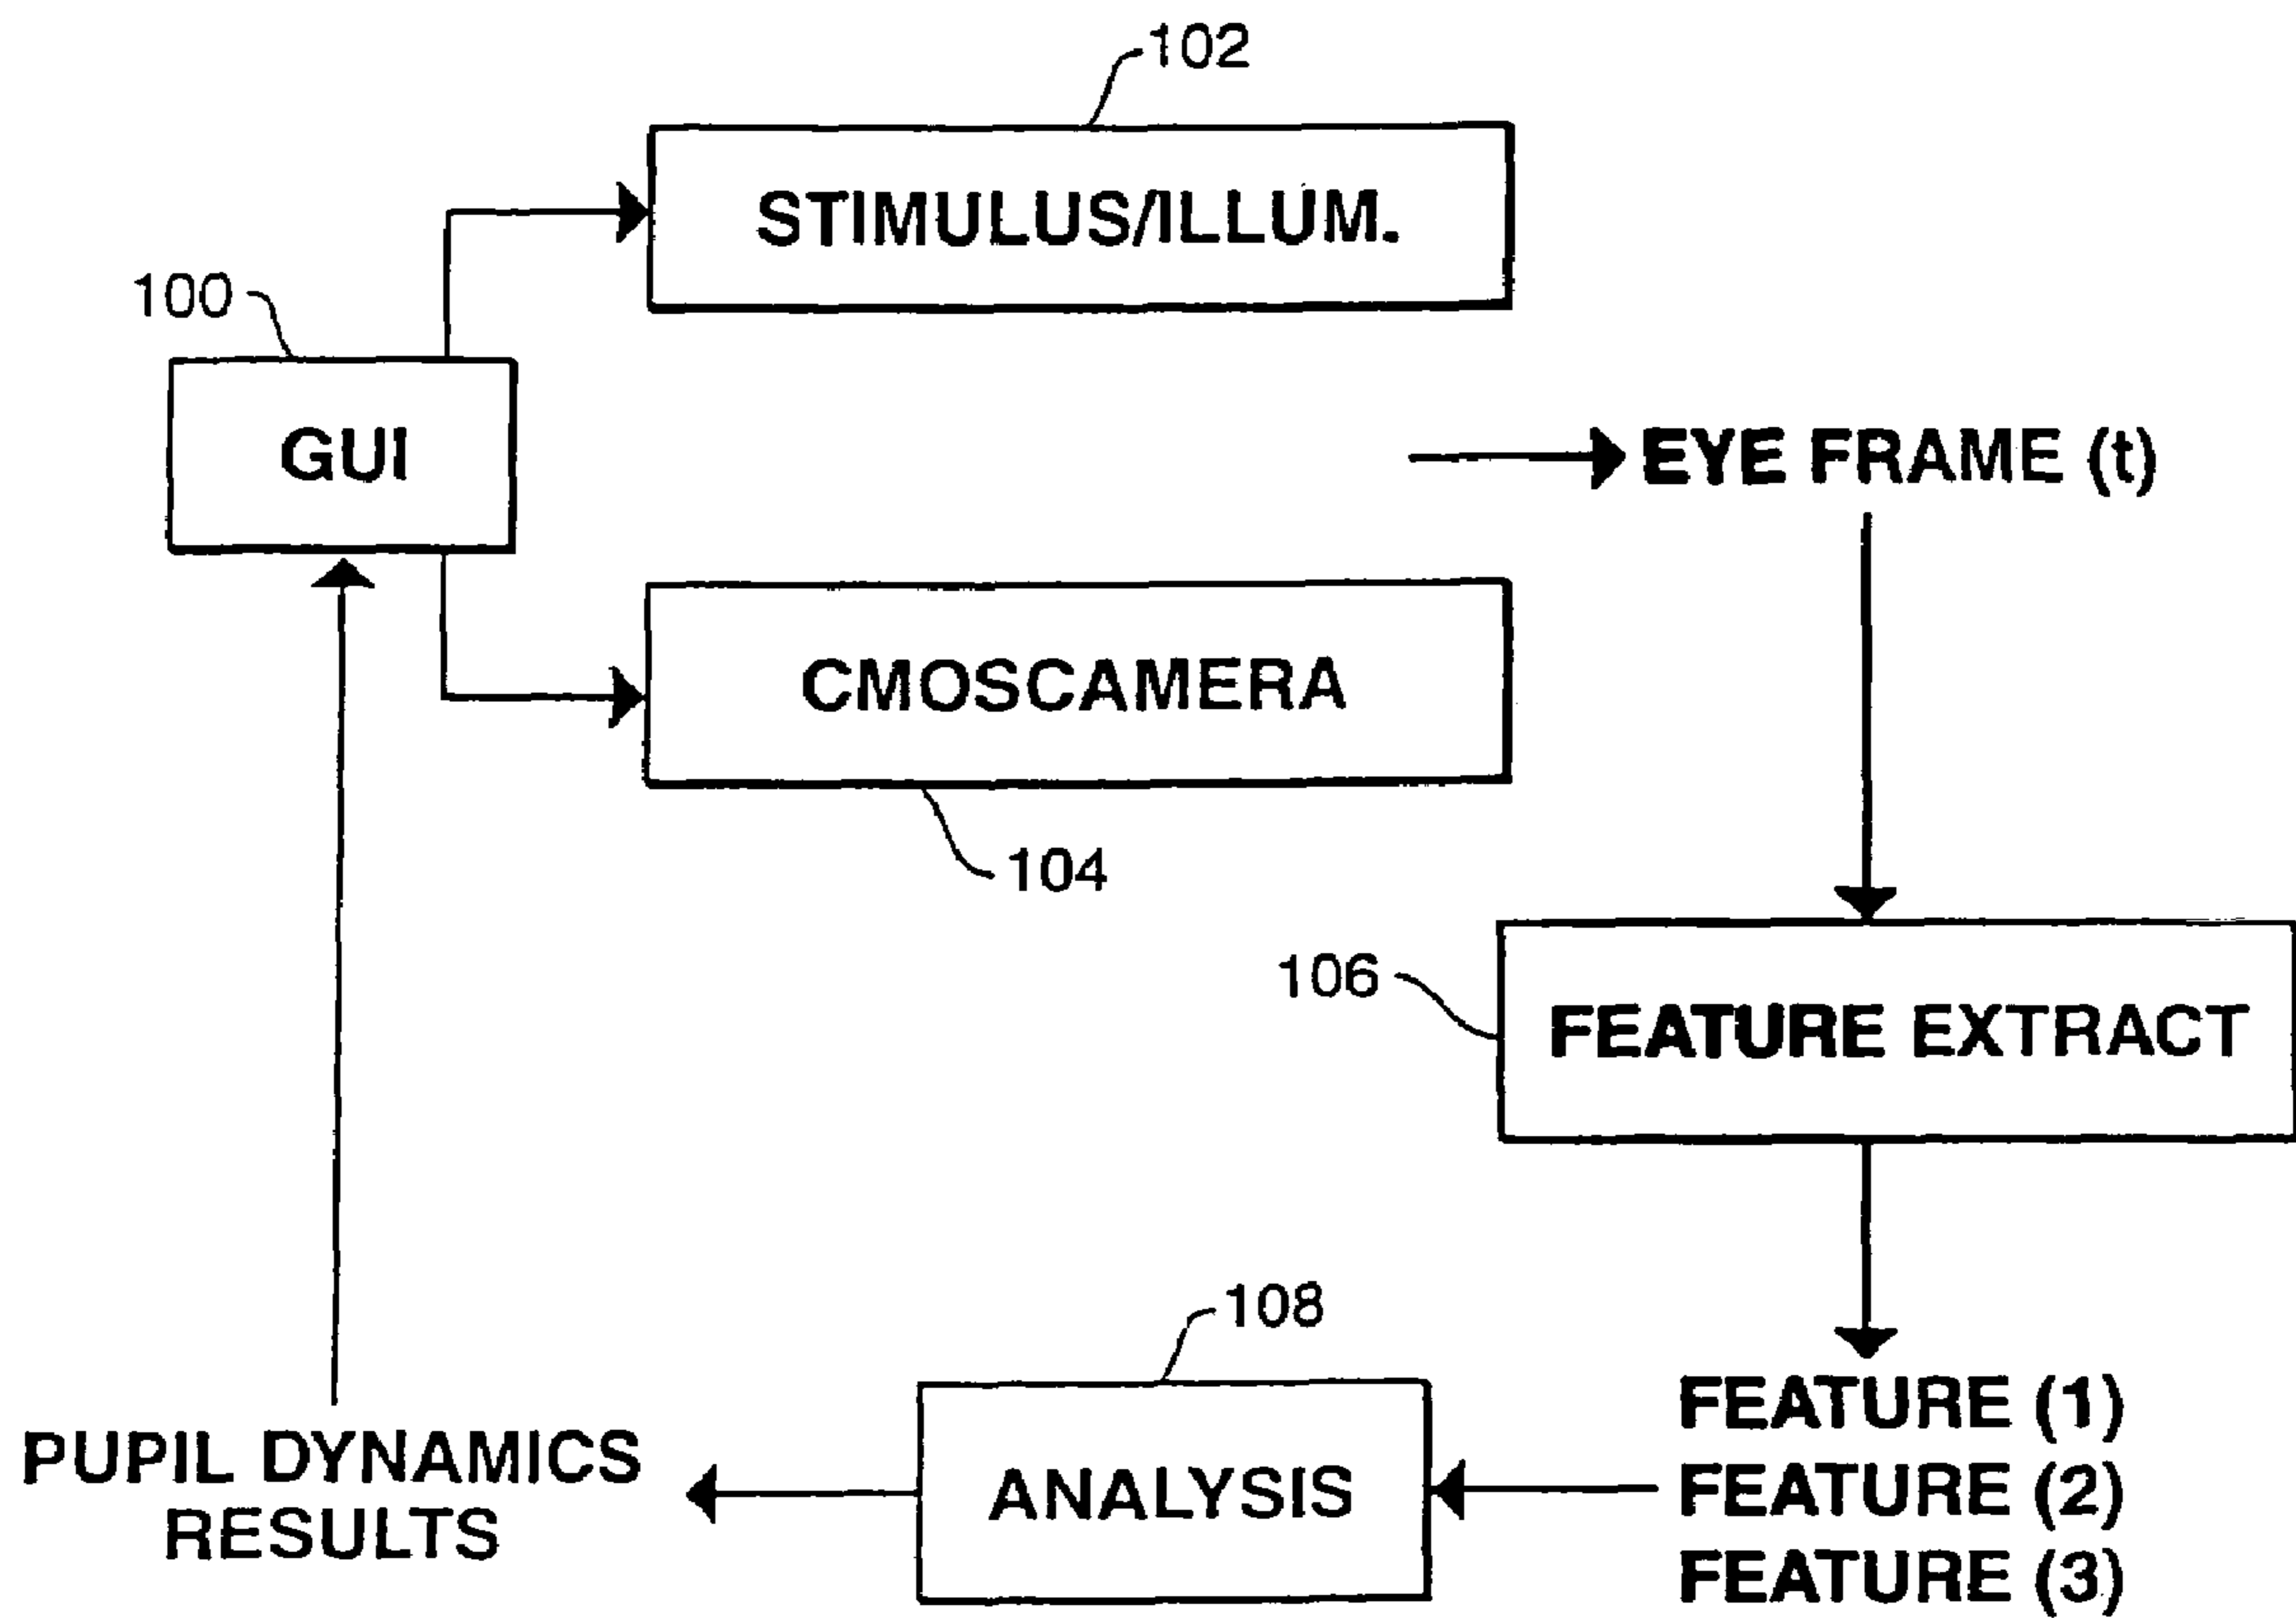 102
STIMULUS/ILLUM.
100
GUI
EYE FRAME (t)
CMOSCAMERA
104
106
FEATURE EXTRACT
108
FEATURE (1)
PUPIL DYNAMICS
RESULTS
ANALYSIS
FEATURE (2)
FEATURE (3)